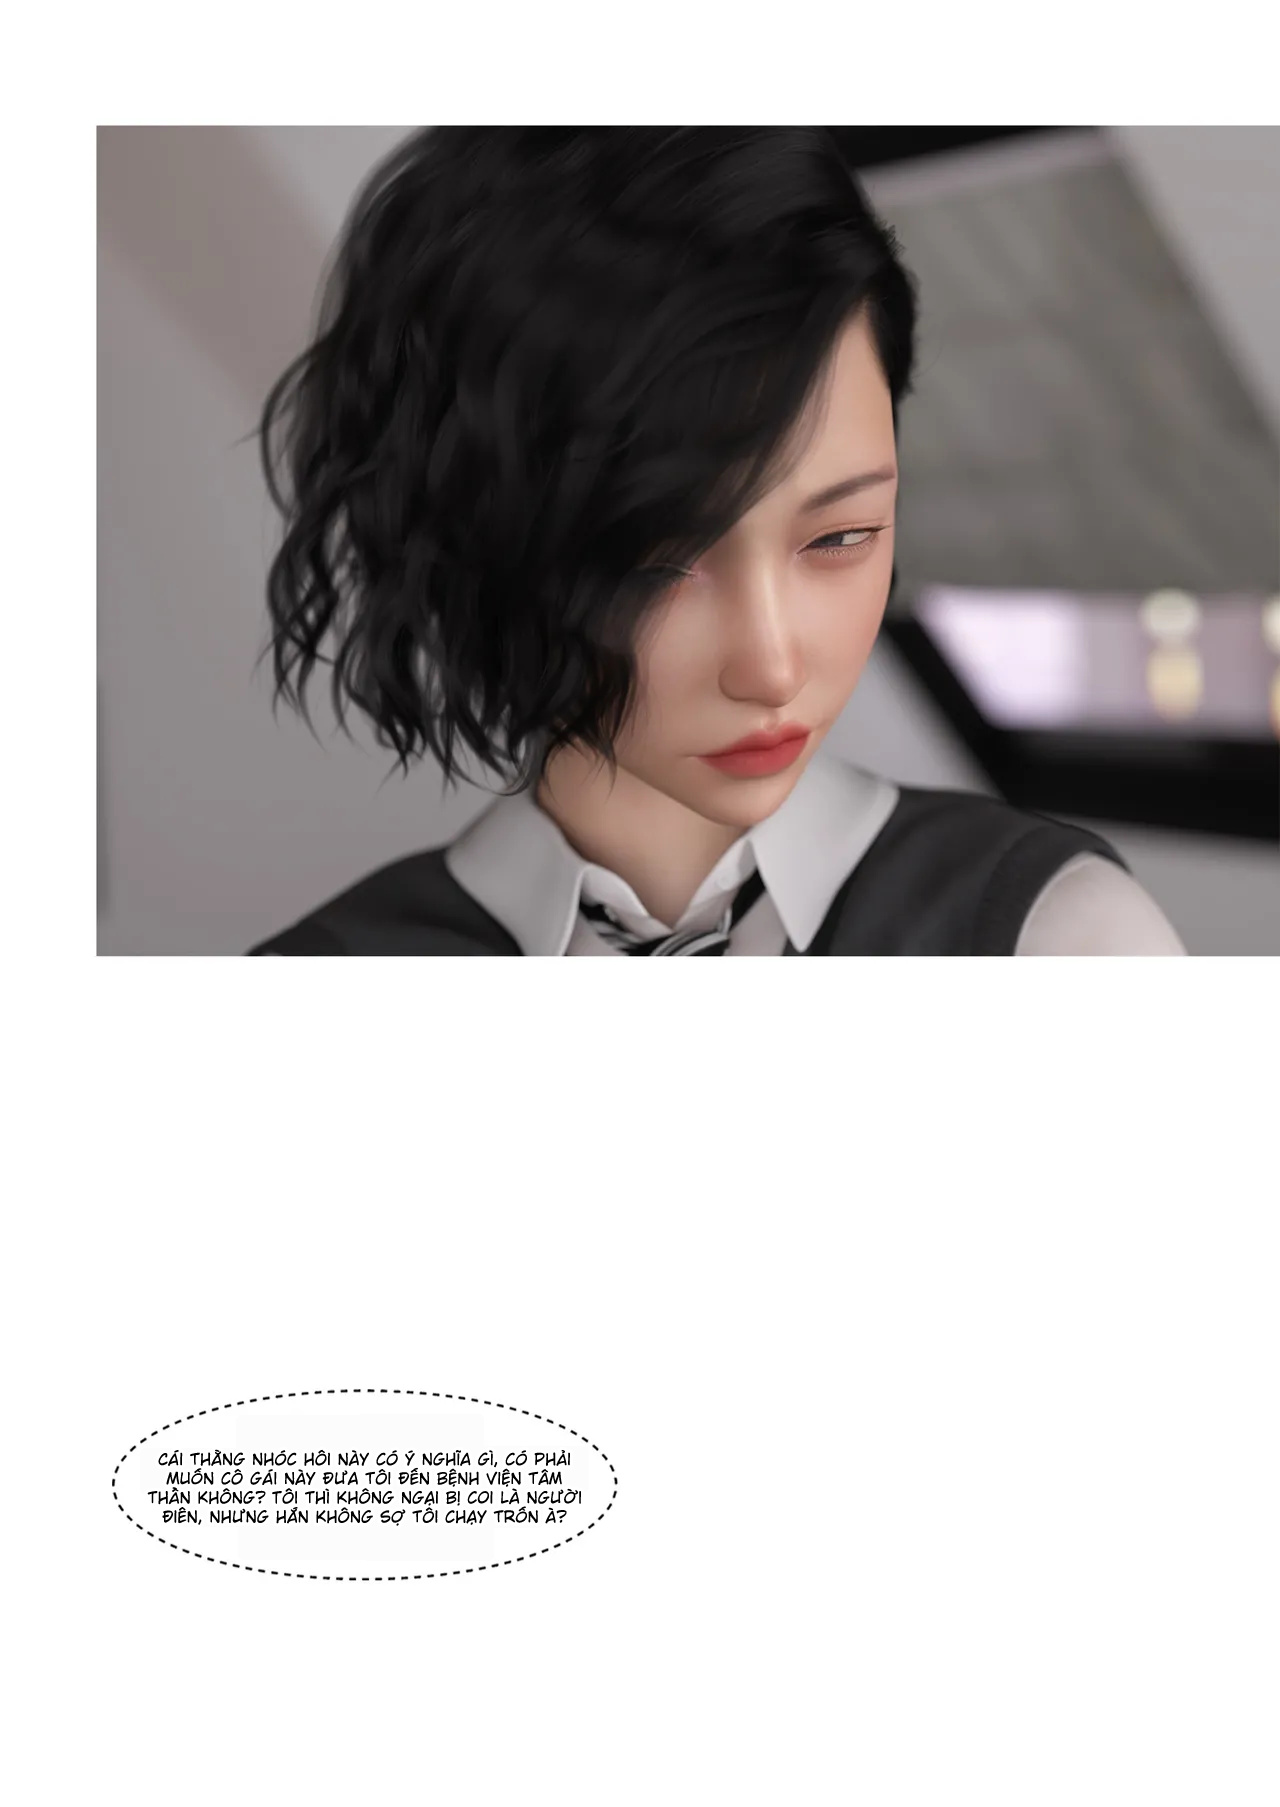 CÁI THẰNG NHÓC HÔI NÀY CÓ Ý NGHĨA GÌ, CÓ PHẢI
MUỐN CÔ GÁI NÀY ĐƯA TÔI ĐẾN BỆNH VIỆN TÂM
THẦN KHÔNG? TÔI THÌ KHÔNG NGẠI BỊ COI LÀ NGƯỜI
ĐIÊN, NHƯNG HẮN KHÔNG SỢ TÔI CHẠY TRỐN À?